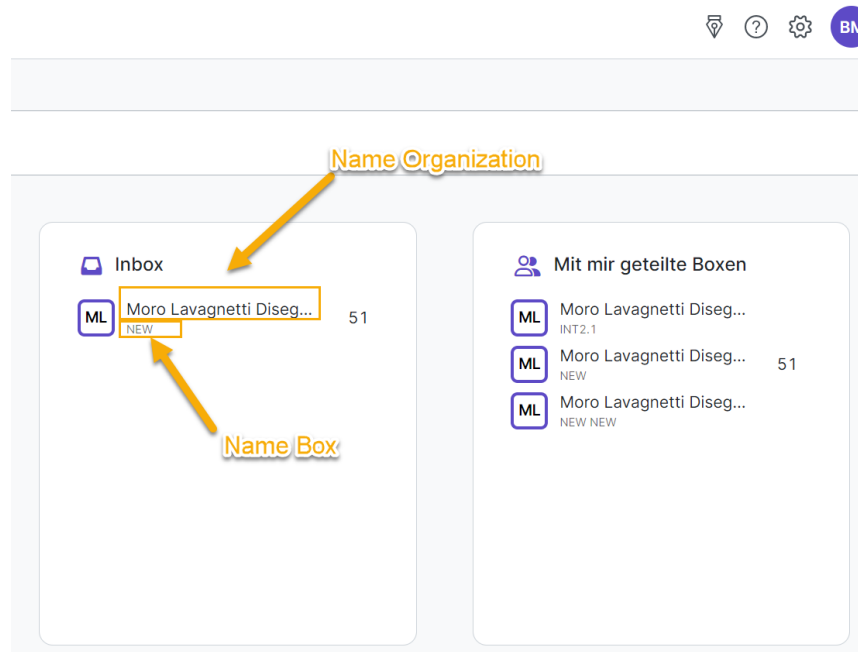 BM
Name Organization
Inbox
ML
Moro Lavagnetti Diseg...
NEW
51
Name Box
Mit mir geteilte Boxen
ML
Moro Lavagnetti Diseg...
INT2.1
ML
Moro Lavagnetti Diseg...
NEW
51
ML
Moro Lavagnetti Diseg...
NEW NEW